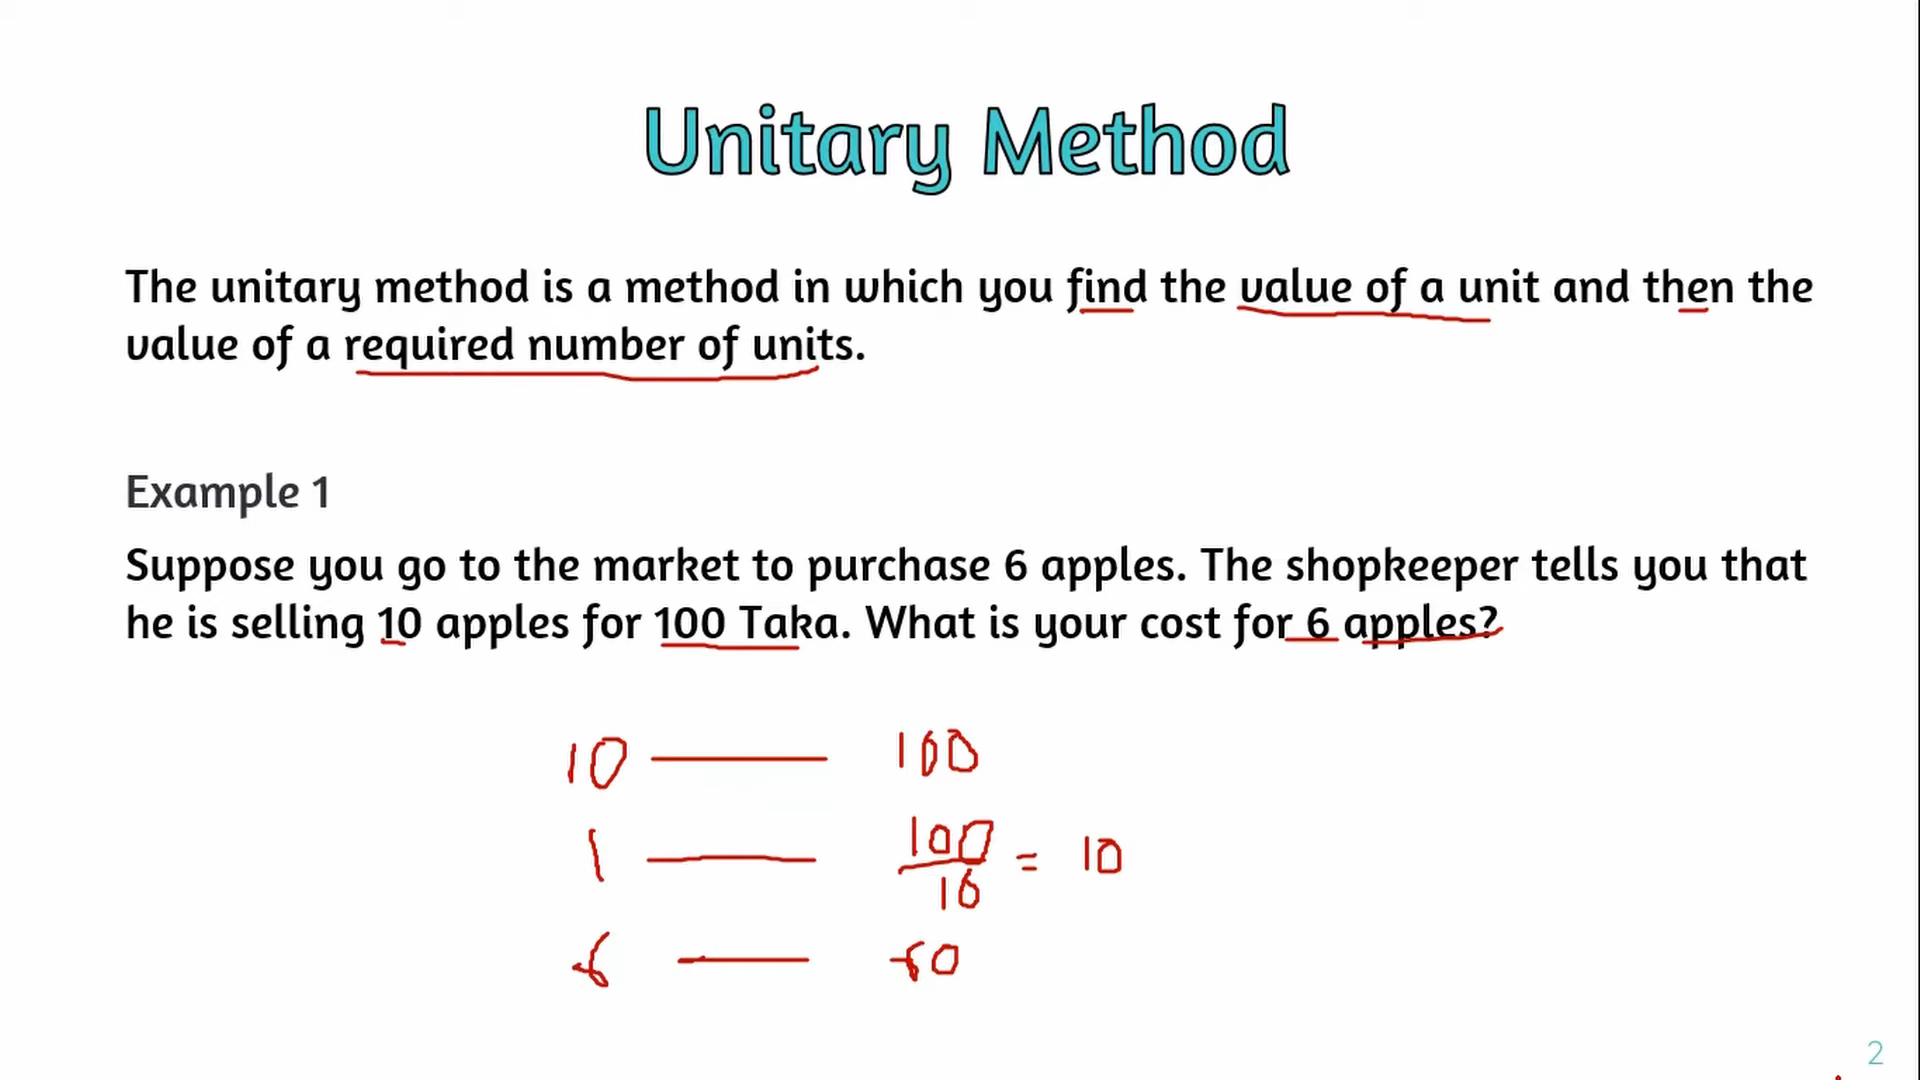 Unitary Method
The unitary method is a method in which you find the value of a unit and then the
value of a required number of units.
Example 1
Suppose you go to the market to purchase 6 apples. The shopkeeper tells you that
he is selling 10 apples for 100 Taka. What is your cost for 6 apples?
10 — 100
1 — 100/10 = 10
6 — 60
2